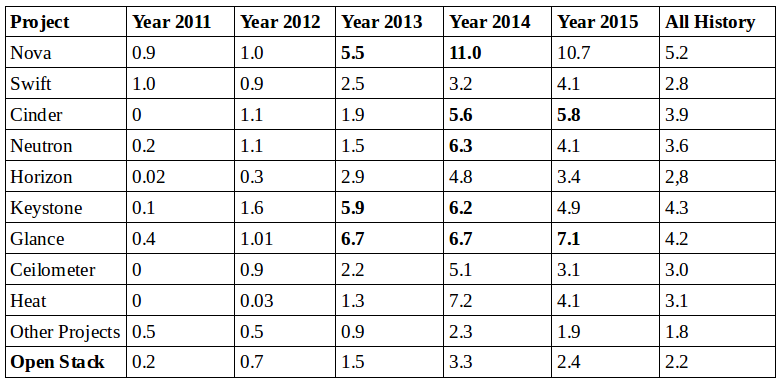 Project Year 2011 Year 2012 Year 2013 Year 2014 Year 2015 All History
Nova 0.9 1.0 5.5 11.0 10.7 5.2
Swift 1.0 0.9 2.5 3.2 4.1 2.8
Cinder 0 1.1 1.9 5.6 5.8 3.9
Neutron 0.2 1.1 1.5 6.3 4.1 3.6
Horizon 0.02 0.3 2.9 4.8 3.4 2,8
Keystone 0.1 1.6 5.9 6.2 4.9 4.3
Glance 0.4 1.01 6.7 6.7 7.1 4.2
Ceilometer 0 0.9 2.2 5.1 3.1 3.0
Heat 0 0.03 1.3 7.2 4.1 3.1
Other Projects 0.5 0.5 0.9 2.3 1.9 1.8
Open Stack 0.2 0.7 1.5 3.3 2.4 2.2